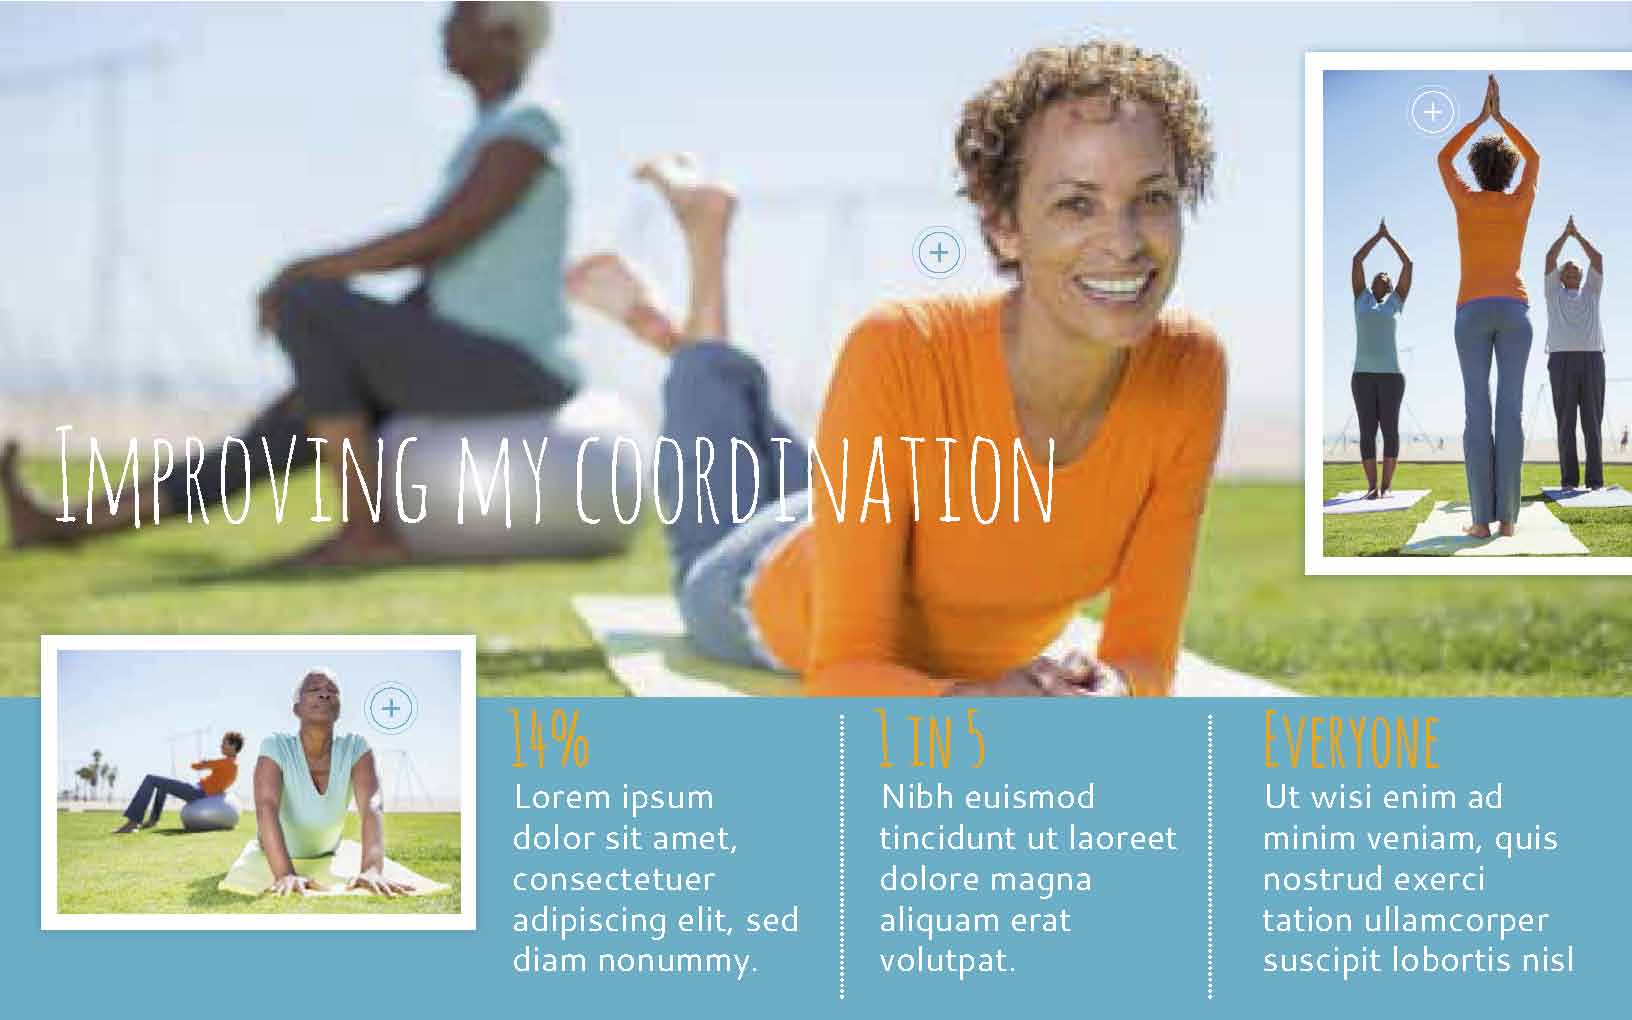 Improving my coordination
14%
Lorem ipsum
dolor sit amet,
consectetuer
adipiscing elit, sed
diam nonummy.
1 in 5
Nibh euismod
tincidunt ut laoreet
dolore magna
aliquam erat
volutpat.
Everyone
Ut wisi enim ad
minim veniam, quis
nostrud exerci
tation ullamcorper
suscipit lobortis nisl